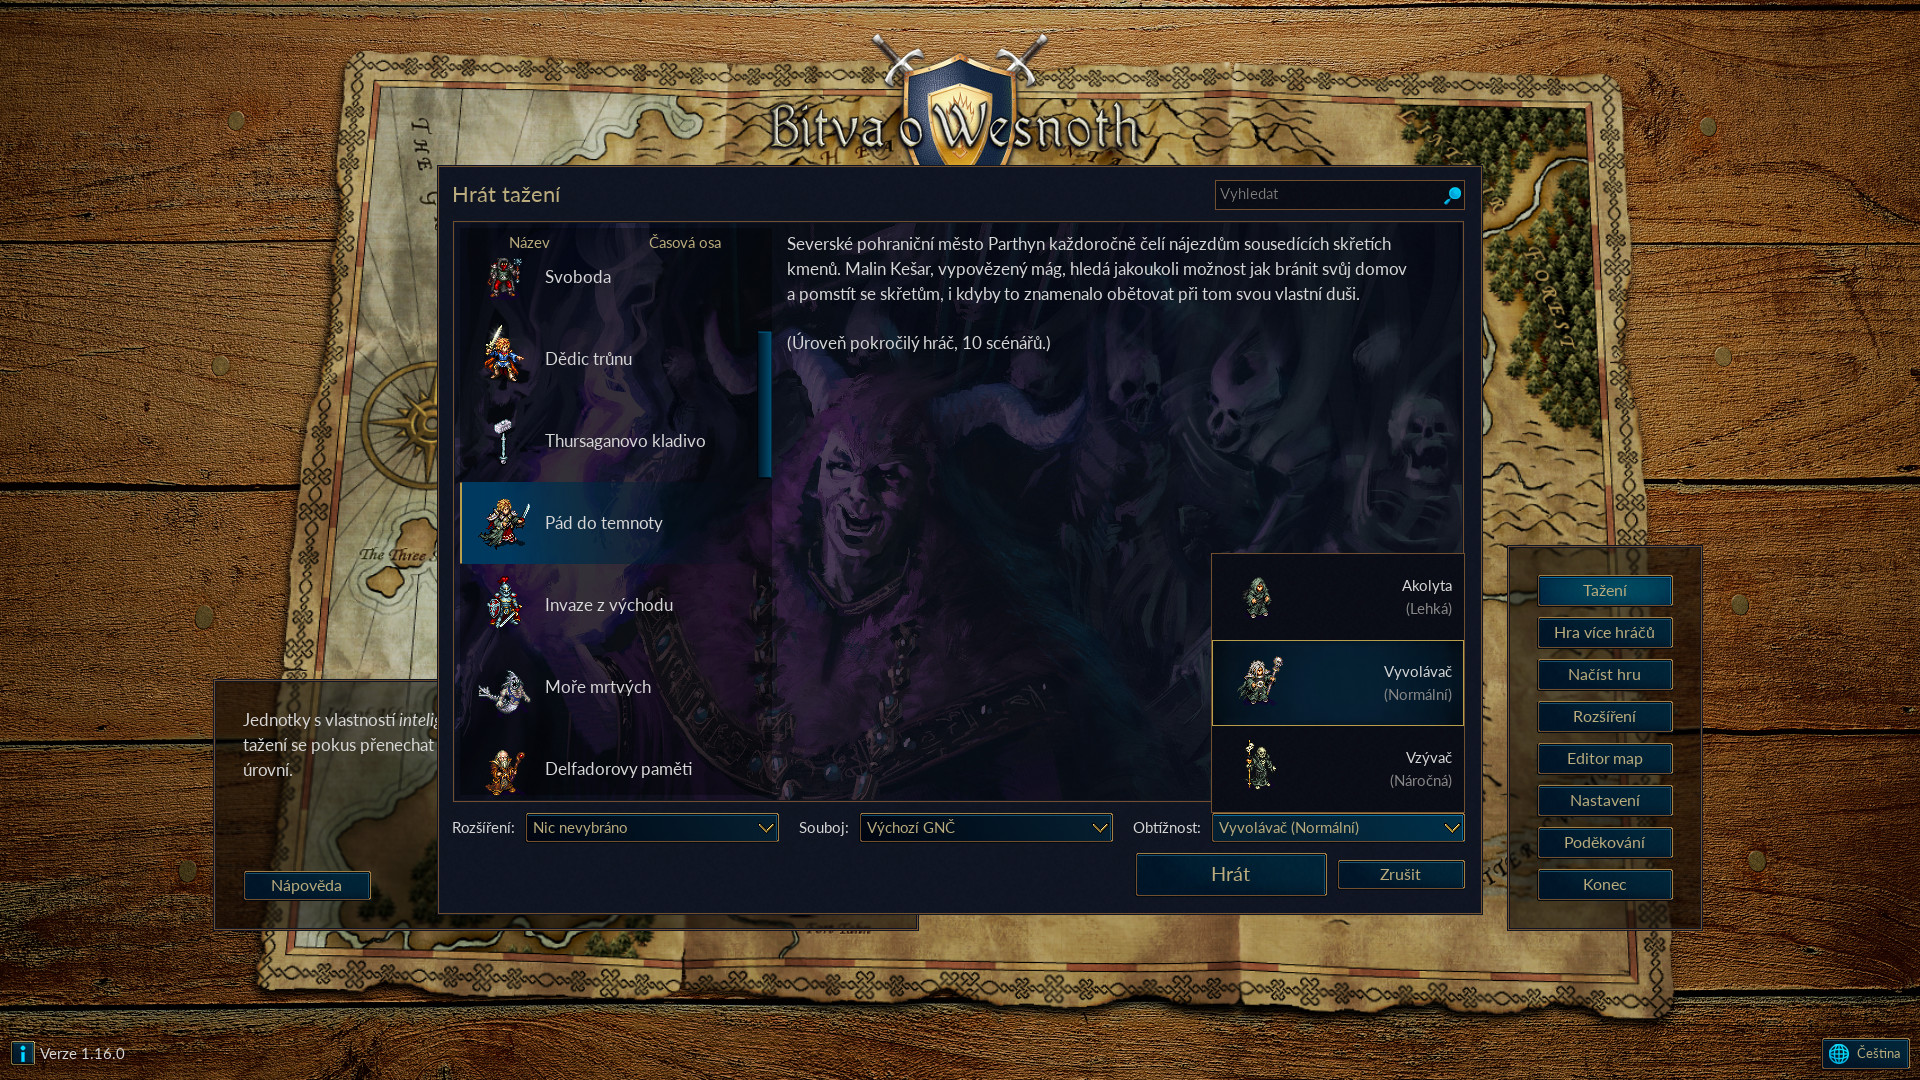 Bitva o Wesnoth
Hrát tažení
Vyhledat
Název
Časová osa
Svoboda
Dědic trůnu
Thursaganovo kladivo
Pád do temnoty
Invaze z východu
Moře mrtvých
Delfadorovy paměti
Severské pohraniční město Parthyn každoročně čelí nájezdům sousedících skřetích
kmenů. Malin Kešar, vypovězený mág, hledá jakoukoli možnost jak bránit svůj domov
a pomstít se skřetům, i kdyby to znamenalo obětovat při tom svou vlastní duši.
(Úroveň pokročilý hráč, 10 scénářů.)
Akolyta
(Lehká)
Vyvolávač
(Normální)
Vzývač
(Náročná)
Rozšíření:
Nic nevybráno
Souboj:
Výchozí GNČ
Obtížnost:
Vyvolávač (Normální)
Hrát
Zrušit
Jednotky s vlastností
tažení se pokus přenechat
úrovní.
Nápověda
Tažení
Hra více hráčů
Načíst hru
Rozšíření
Editor map
Nastavení
Poděkování
Konec
THE
The Three
FOREST
Verze 1.16.0
Čeština